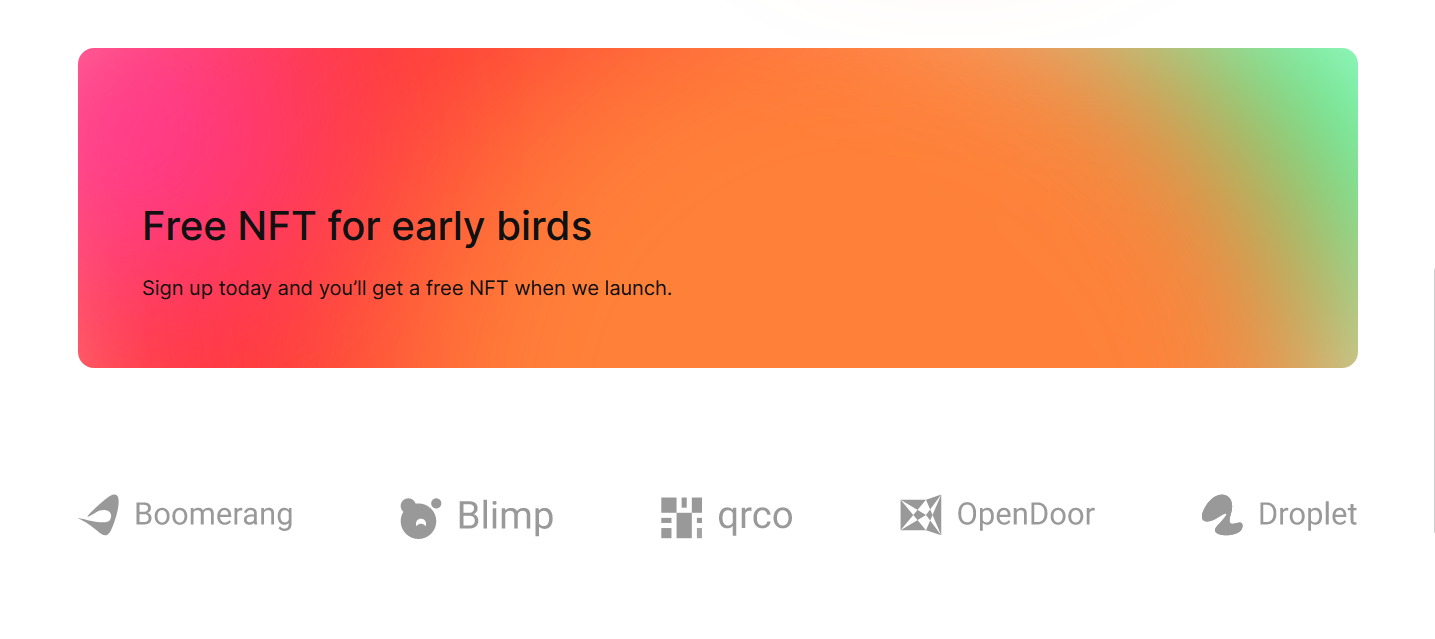 Free NFT for early birds
Sign up today and you’ll get a free NFT when we launch.
Boomerang Blimp qrco OpenDoor Droplet